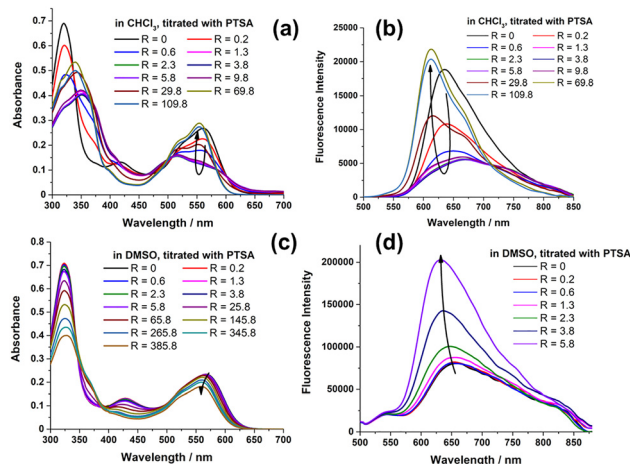 in CHCl3, titrated with PTSA
(a)
R = 0 R = 0.2
R = 0.6 R = 1.3
R = 2.3 R = 3.8
R = 5.8 R = 9.8
R = 29.8 R = 69.8
R = 109.8
Absorbance
0.8
0.7
0.6
0.5
0.4
0.3
0.2
0.1
0.0
300 350 400 450 500 550 600 650 700
Wavelength / nm
(b)
in CHCl3, titrated with PTSA
R = 0 R = 0.2
R = 0.6 R = 1.3
R = 2.3 R = 3.8
R = 5.8 R = 9.8
R = 29.8 R = 69.8
R = 109.8
Fluorescence Intensity
25000
20000
15000
10000
5000
0
500 550 600 650 700 750 800 850
Wavelength / nm
in DMSO, titrated with PTSA
(c)
R = 0 R = 0.2
R = 0.6 R = 1.3
R = 2.3 R = 3.8
R = 5.8 R = 25.8
R = 65.8 R = 145.8
R = 265.8 R = 345.8
R = 385.8
Absorbance
0.8
0.7
0.6
0.5
0.4
0.3
0.2
0.1
0.0
300 350 400 450 500 550 600 650 700
Wavelength / nm
(d)
in DMSO, titrated with PTSA
R = 0
R = 0.2
R = 0.6
R = 1.3
R = 2.3
R = 3.8
R = 5.8
Fluorescence Intensity
200000
150000
100000
50000
0
500 550 600 650 700 750 800 850
Wavelength / nm